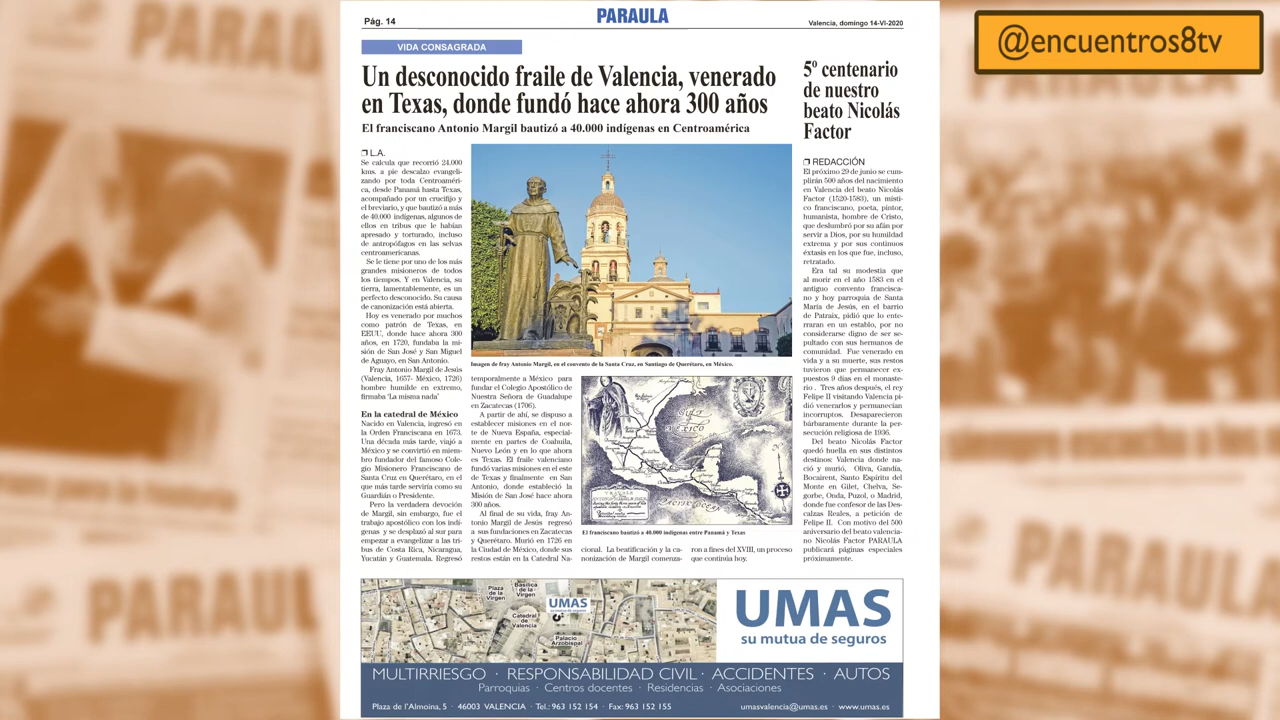 Pág. 14
PARAULA
Valencia, domingo 14-VI-2020
@encuentros8tv
VIDA CONSAGRADA
Un desconocido fraile de Valencia, venerado
en Texas, donde fundó hace ahora 300 años
El franciscano Antonio Margil bautizó a 40.000 indígenas en Centroamérica
L.A.
Se calcula que recorrió 24.000
kms. a pie descalzo evangeli-
zando por toda Centroaméri-
ca, desde Panamá hasta Texas,
acompañado por un crucifijo y
el breviario, y que bautizó a más
de 40.000 indígenas, algunos de
ellos en tribus que le habían
apresado y torturado, incluso
de antropófagos en las selvas
centroamericanas.
Se le tiene por uno de los más
grandes misioneros de todos
los tiempos. Y en Valencia, su
tierra, lamentablemente, es un
perfecto desconocido. Su causa
de canonización está abierta.
Hoy es venerado por muchos
como patrón de Texas, en
EEUU, donde hace ahora 300
años, en 1720, fundaba la mi-
sión de San José y San Miguel
de Aguayo, en San Antonio.
Fray Antonio Margil de Jesús
(Valencia, 1657- México, 1726)
hombre humilde en extremo,
firmaba 'La misma nada'
En la catedral de México
Nacido en Valencia, ingresó en
la Orden Franciscana en 1673.
Una década más tarde, viajó a
México y se convirtió en miem-
bro fundador del famoso Cole-
gio Misionero Franciscano de
Santa Cruz en Querétaro, en el
que más tarde serviría como su
Guardián o Presidente.
Pero la verdadera devoción
de Margil, sin embargo, fue el
trabajo apostólico con los indí-
genas y se desplazó al sur para
empezar a evangelizar a las tri-
bus de Costa Rica, Nicaragua,
Yucatán y Guatemala. Regresó
Imagen de fray Antonio Margil, en el convento de la Santa Cruz, en Santiago de Querétaro, en México.
temporalmente a México para
fundar el Colegio Apostólico de
Nuestra Señora de Guadalupe
en Zacatecas (1706).
A partir de ahí, se dispuso a
establecer misiones en el nor-
te de Nueva España, especial-
mente en partes de Coahuila,
Nuevo León y en lo que ahora
es Texas. El fraile valenciano
fundó varias misiones en el este
de Texas y finalmente en San
Antonio, donde estableció la
Misión de San José hace ahora
300 años.
Al final de su vida, fray An-
tonio Margil de Jesús regresó
a sus fundaciones en Zacatecas
y Querétaro. Murió en 1726 en
la Ciudad de México, donde sus
restos están en la Catedral Na-
El franciscano bautizó a 40.000 indígenas entre Panamá y Texas
cional. La beatificación y la ca-
nonización de Margil comenza-
ron a fines del XVIII, un proceso
que continúa hoy.
5º centenario
de nuestro
beato Nicolás
Factor
REDACCIÓN
El próximo 29 de junio se cum-
plirán 500 años del nacimiento
en Valencia del beato Nicolás
Factor (1520-1583), un místi-
co franciscano, poeta, pintor,
humanista, hombre de Cristo,
que deslumbró por su afán por
servir a Dios, por su humildad
extrema y por sus continuos
éxtasis en los que fue, incluso,
retratado.
Era tal su modestia que
al morir en el año 1583 en el
antiguo convento francisca-
no y hoy parroquia de Santa
María de Jesús, en el barrio
de Patraix, pidió que lo ente-
rraran en un establo, por no
considerarse digno de ser se-
pultado con sus hermanos de
comunidad. Fue venerado en
vida y a su muerte, sus restos
tuvieron que permanecer ex-
puestos 9 días en el monaste-
rio . Tres años después, el rey
Felipe II visitando Valencia pi-
dió venerarlos y permanecían
incorruptos. Desaparecieron
bárbaramente durante la per-
secución religiosa de 1936.
Del beato Nicolás Factor
quedó huella en sus distintos
destinos: Valencia donde na-
ció y murió, Oliva, Gandía,
Bocairent, Santo Espíritu del
Monte en Gilet, Chelva, Se-
gorbe, Onda, Puzol, o Madrid,
donde fue confesor de las Des-
calzas Reales, a petición de
Felipe II. Con motivo del 500
aniversario del beato valencia-
no Nicolás Factor PARAULA
publicará páginas especiales
próximamente.
Plaza de la Virgen
Basílica de la Virgen
UMAS
su mutua de seguros
Catedral de Valencia
Palacio Arzobispal
UMAS
su mutua de seguros
MULTIRRIESGO · RESPONSABILIDAD CIVIL · ACCIDENTES · AUTOS
Parroquias · Centros docentes · Residencias · Asociaciones
Plaza de l'Almoina, 5 · 46003 VALENCIA · Tel.: 963 152 154 · Fax: 963 152 155
umasvalencia@umas.es · www.umas.es